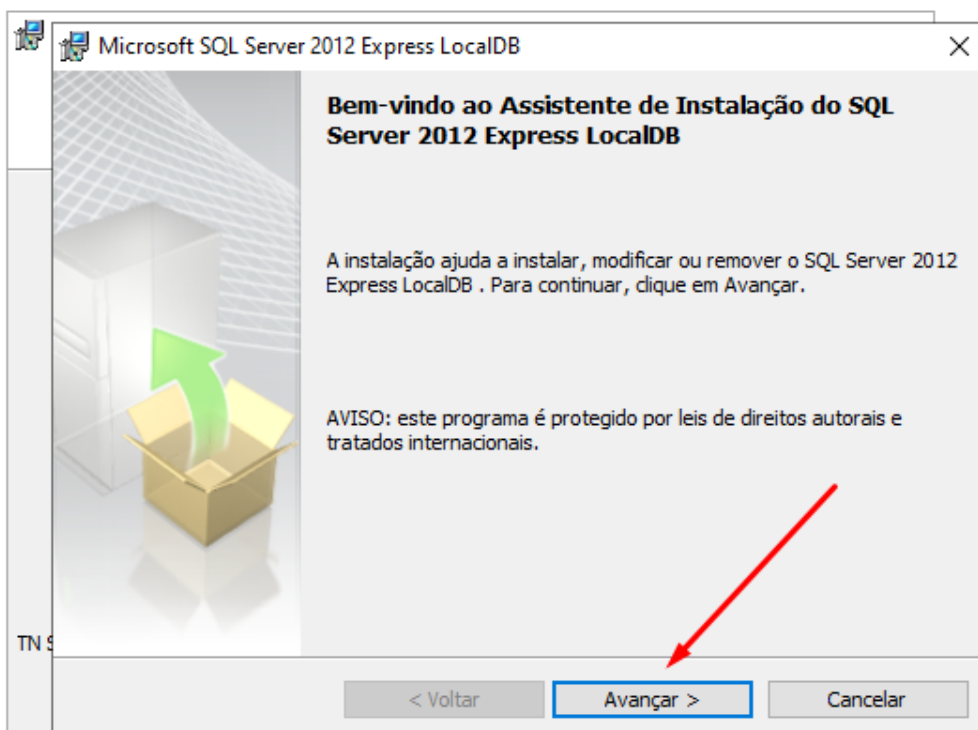 Microsoft SQL Server 2012 Express LocalDB
Bem-vindo ao Assistente de Instalação do SQL
Server 2012 Express LocalDB
A instalação ajuda a instalar, modificar ou remover o SQL Server 2012
Express LocalDB . Para continuar, clique em Avançar.
AVISO: este programa é protegido por leis de direitos autorais e
tratados internacionais.
TN
< Voltar
Avançar >
Cancelar